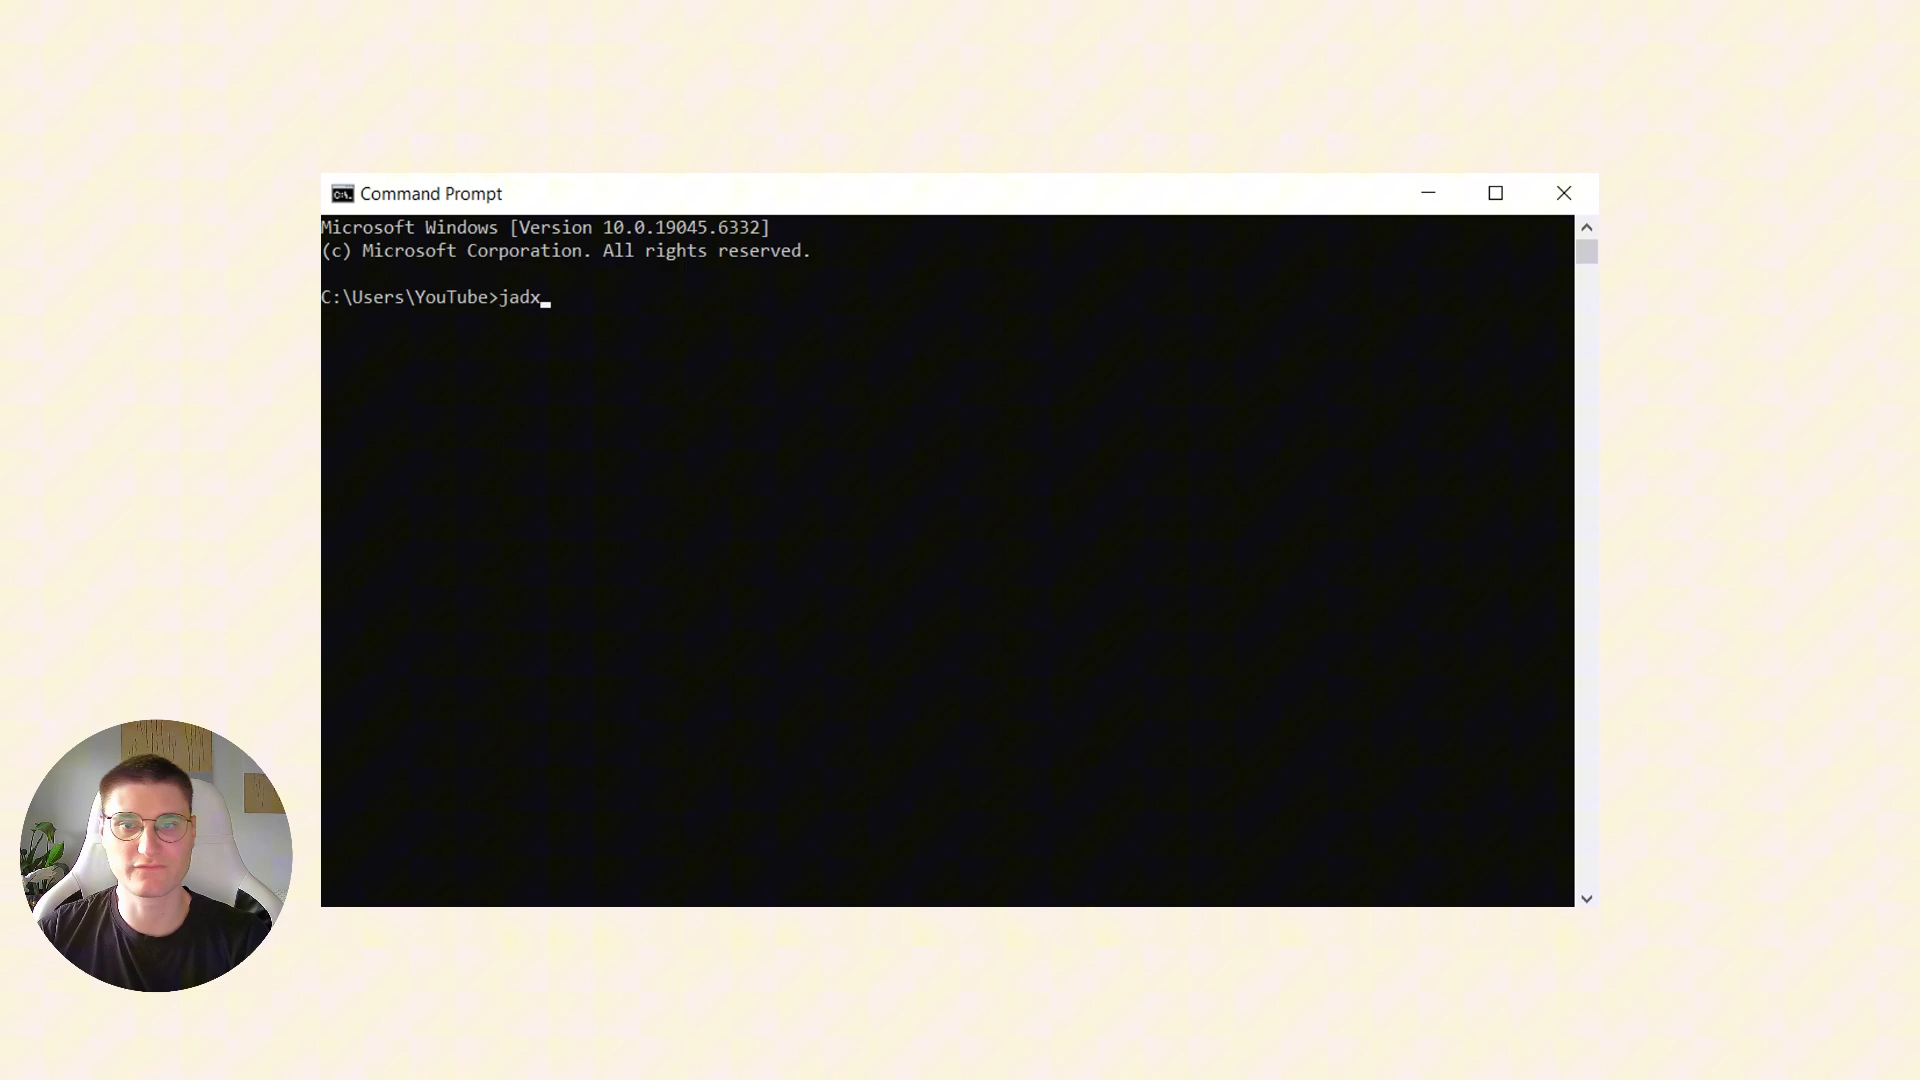 Command Prompt
Microsoft Windows [Version 10.0.19045.6332]
(c) Microsoft Corporation. All rights reserved.
C:\Users\YouTube>jadx